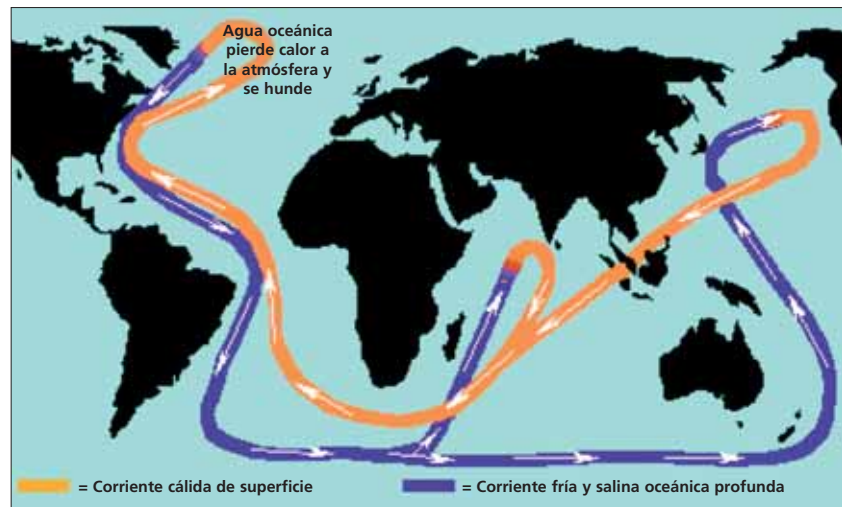 Agua oceánica
pierde calor a
la atmósfera y
se hunde
= Corriente cálida de superficie
= Corriente fría y salina oceánica profunda